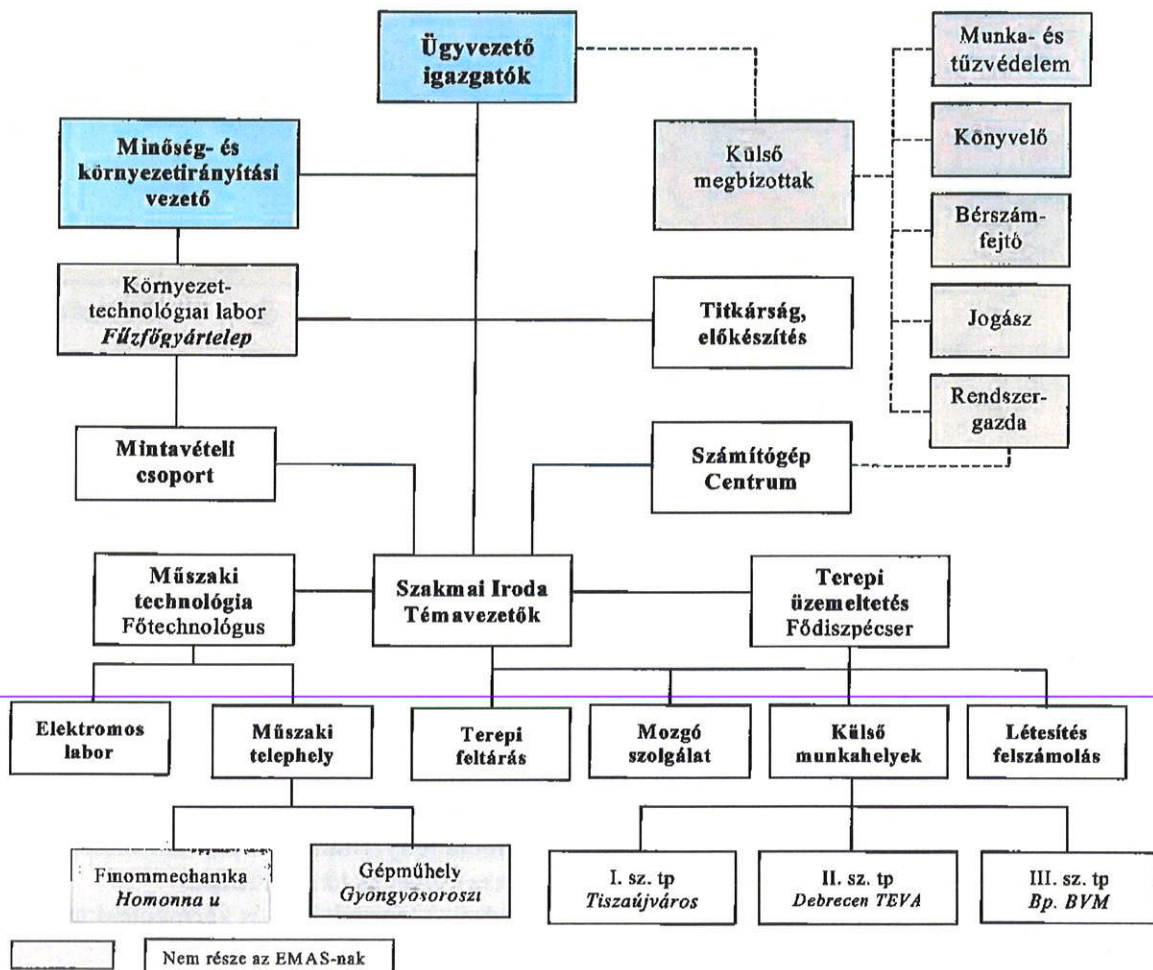 Ügyvezető
igazgatók
Munka- és
tűzvédelem
Minőség- és
környezetirányítási
vezető
Külső
megbízottak
Könyvelő
Bérszám-
fejtő
Környezet-
technológiai labor
Fűzfőgyártelep
Titkárság,
előkészítés
Jogász
Rendszer-
gazda
Mintavételi
csoport
Számítógép
Centrum
Műszaki
technológia
Főtechnológus
Szakmai Iroda
Témavezetők
Terepi
üzemeltetés
Fődiszpécser
Elektromos
labor
Műszaki
telephely
Terepi
feltárás
Mozgó
szolgálat
Külső
munkahelyek
Létesítés
felszámolás
Finommechanika
Homonna u
Gépműhely
Gyöngyösoroszi
I. sz. tp
Tiszaújváros
II. sz. tp
Debrecen TEVA
III. sz. tp
Bp. BVM
Nem része az EMAS-nak